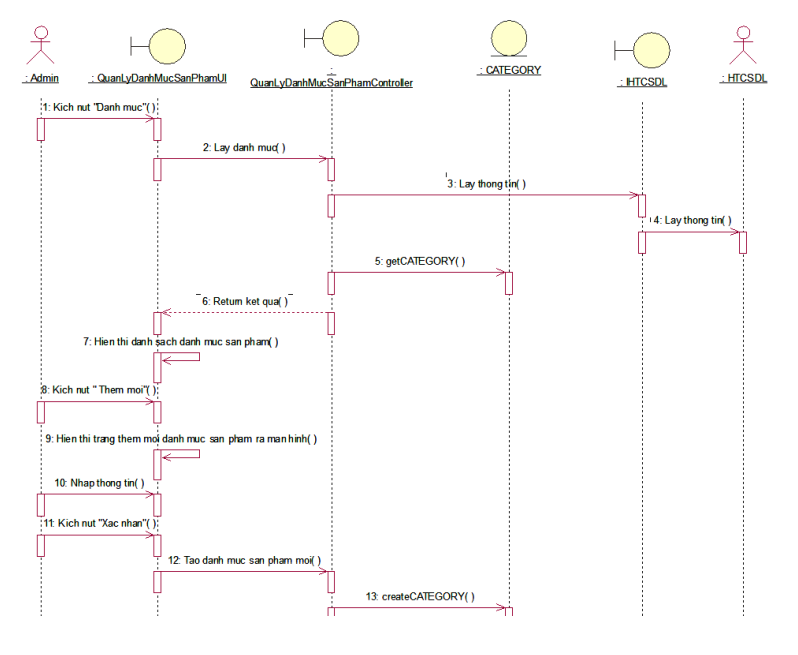 : Admin
: QuanLyDanhMucSanPhamUI
:
QuanLyDanhMucSanPhamController
: CATEGORY
: IHTCSDL
: HTCSDL
1: Kich nut "Danh muc"( )
2: Lay danh muc( )
3: Lay thong tin( )
4: Lay thong tin( )
5: getCATEGORY( )
6: Return ket qua( )
7: Hien thi danh sach danh muc san pham( )
8: Kich nut " Them moi"( )
9: Hien thi trang them moi danh muc san pham ra man hinh( )
10: Nhap thong tin( )
11: Kich nut "Xac nhan"( )
12: Tao danh muc san pham moi( )
13: createCATEGORY( )